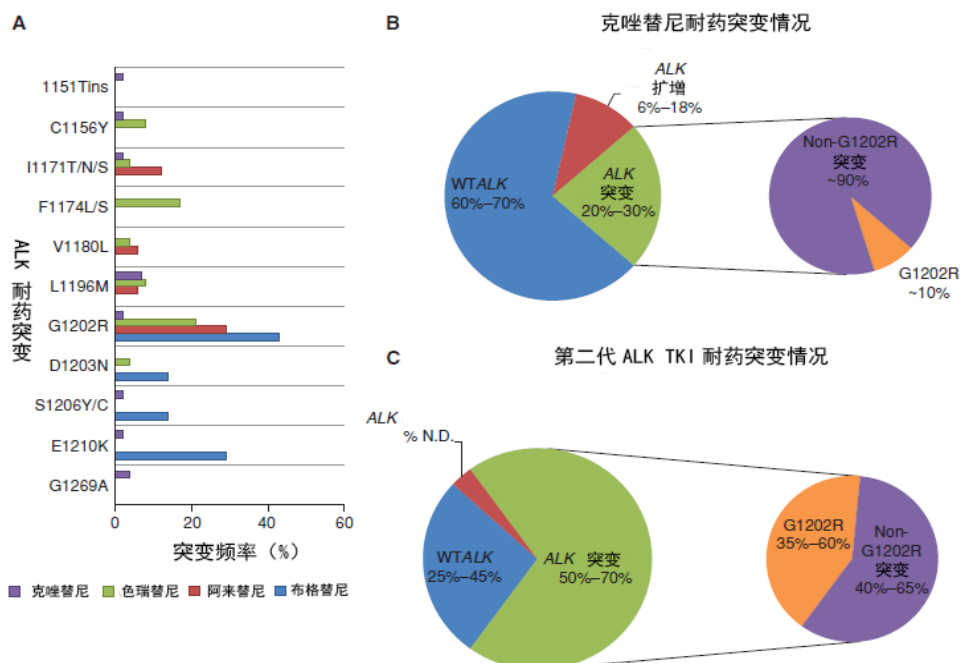 A
1151Tins
C1156Y
I1171T/N/S
F1174L/S
V1180L
L1196M
G1202R
D1203N
S1206Y/C
E1210K
G1269A
ALK 耐药突变
0 20 40 60
突变频率（%）
克唑替尼 色瑞替尼 阿来替尼 布格替尼
B
克唑替尼耐药突变情况
ALK
扩增
6%–18%
WTALK
60%–70%
ALK
突变
20%–30%
Non-G1202R
突变
~90%
G1202R
~10%
C
第二代 ALK TKI 耐药突变情况
ALK
% N.D.
WTALK
25%–45%
ALK 突变
50%–70%
G1202R
35%–60%
Non-
G1202R
突变
40%–65%